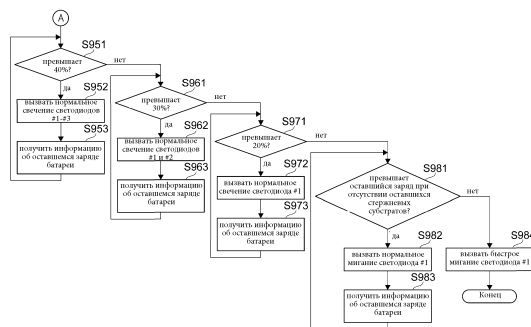 A
S951
превышает
40%?
нет
да
S952
вызвать нормальное
свечение светодиодов
#1-#3
S953
получить информацию
об оставшемся заряде
батареи
S961
превышает
30%?
нет
да
S962
вызвать нормальное
свечение светодиодов
#1 и #2
S963
получить информацию
об оставшемся заряде
батареи
S971
превышает
20%?
нет
да
S972
вызвать нормальное
свечение светодиода #1
S973
получить информацию
об оставшемся заряде
батареи
S981
превышает
оставшийся заряд при
отсутствии оставшихся
стержневых
субстратов?
нет
да
S982
вызвать нормальное
мигание светодиода #1
S983
получить информацию
об оставшемся заряде
батареи
S984
вызвать быстрое
мигание светодиода #1
Конец